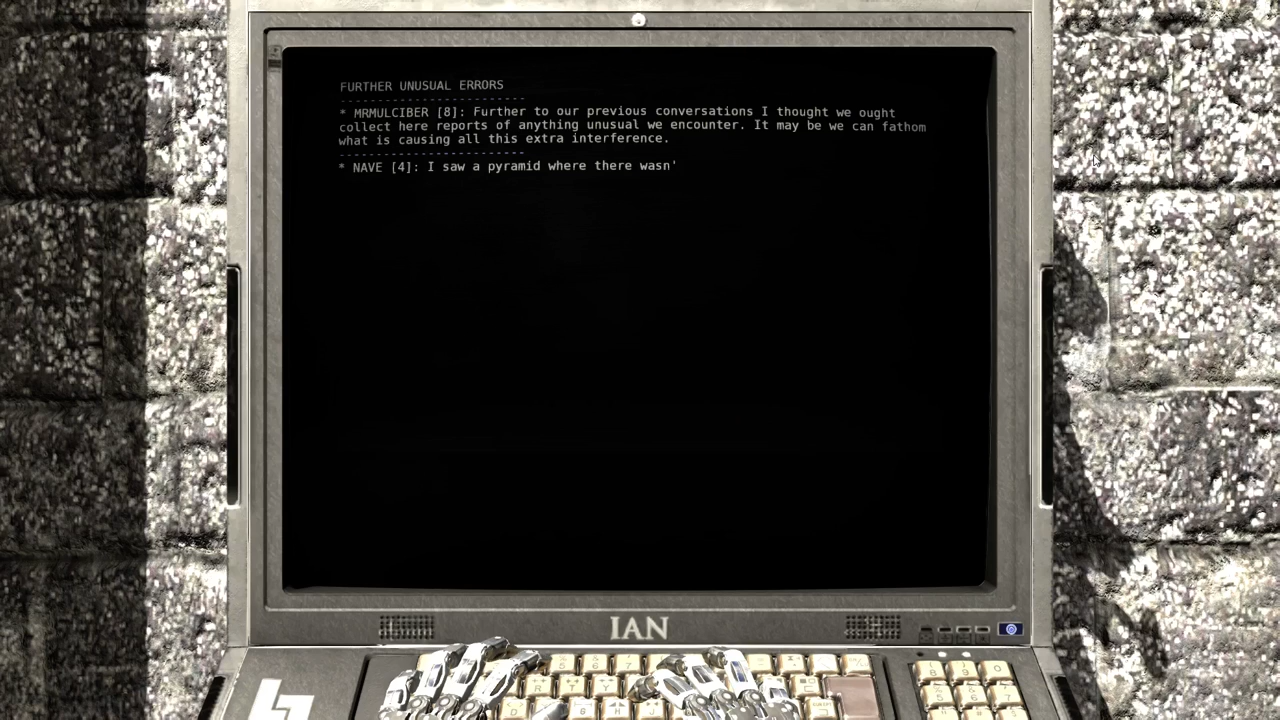 FURTHER UNUSUAL ERRORS
-------------------------
* MRMULCIBER [8]: Further to our previous conversations I thought we ought
collect here reports of anything unusual we encounter. It may be we can fathom
what is causing all this extra interference.
-------------------------
* NAVE [4]: I saw a pyramid where there wasn'
IAN